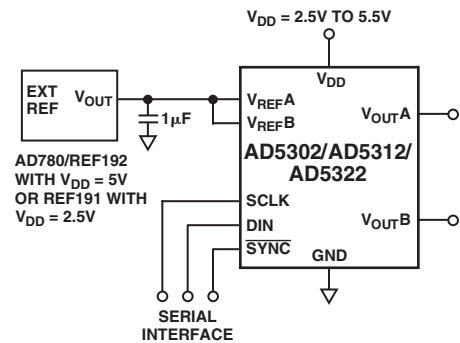 V_DD = 2.5V TO 5.5V
V_DD
EXT
REF
V_OUT
1μF
V_REFA
V_REFB
V_OUTA
AD5302/AD5312/
AD5322
AD780/REF192
WITH V_DD = 5V
OR REF191 WITH
V_DD = 2.5V
SCLK
DIN
SYNC
V_OUTB
GND
SERIAL
INTERFACE